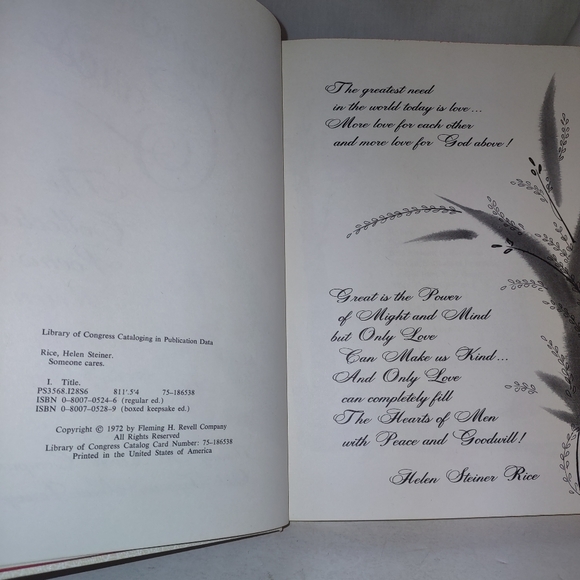 Library of Congress Cataloging in Publication Data
Rice, Helen Steiner.
Someone cares.
I. Title.
PS3568.I28S6 811'.5'4 75-186538
ISBN 0-8007-0524-6 (regular ed.)
ISBN 0-8007-0528-9 (boxed keepsake ed.)
Copyright © 1972 by Fleming H. Revell Company
All Rights Reserved
Library of Congress Catalog Card Number: 75-186538
Printed in the United States of America
The greatest need
in the world today is love...
More love for each other
and more love for God above!
Great is the Power
of Might and Mind
but Only Love
Can Make us Kind...
And Only Love
can completely fill
The Hearts of Men
with Peace and Goodwill!
Helen Steiner Rice